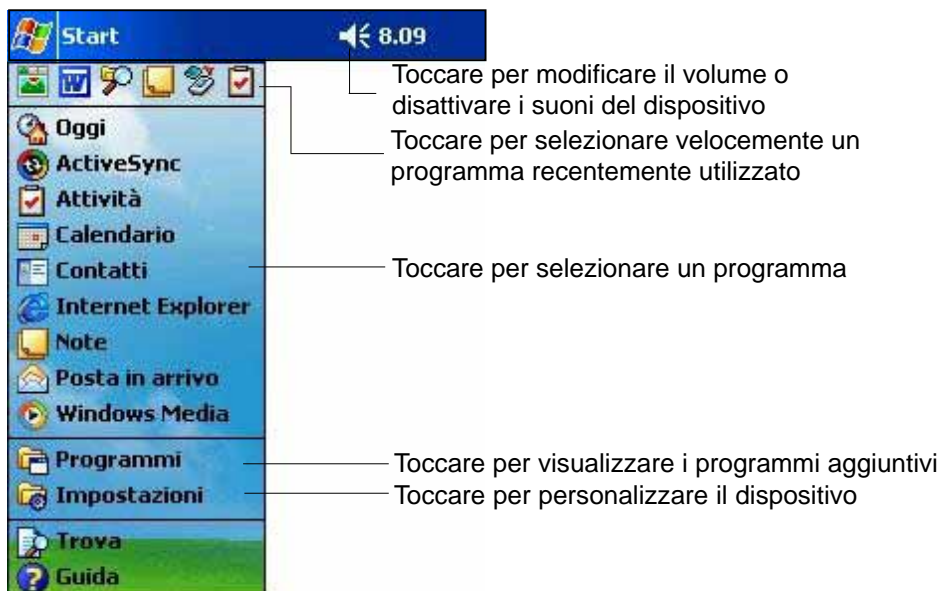 Start 8.09
Toccare per modificare il volume o
disattivare i suoni del dispositivo
Toccare per selezionare velocemente un
programma recentemente utilizzato
Oggi
ActiveSync
Attività
Calendario
Contatti
Toccare per selezionare un programma
Internet Explorer
Note
Posta in arrivo
Windows Media
Programmi
Toccare per visualizzare i programmi aggiuntivi
Impostazioni
Toccare per personalizzare il dispositivo
Trova
Guida